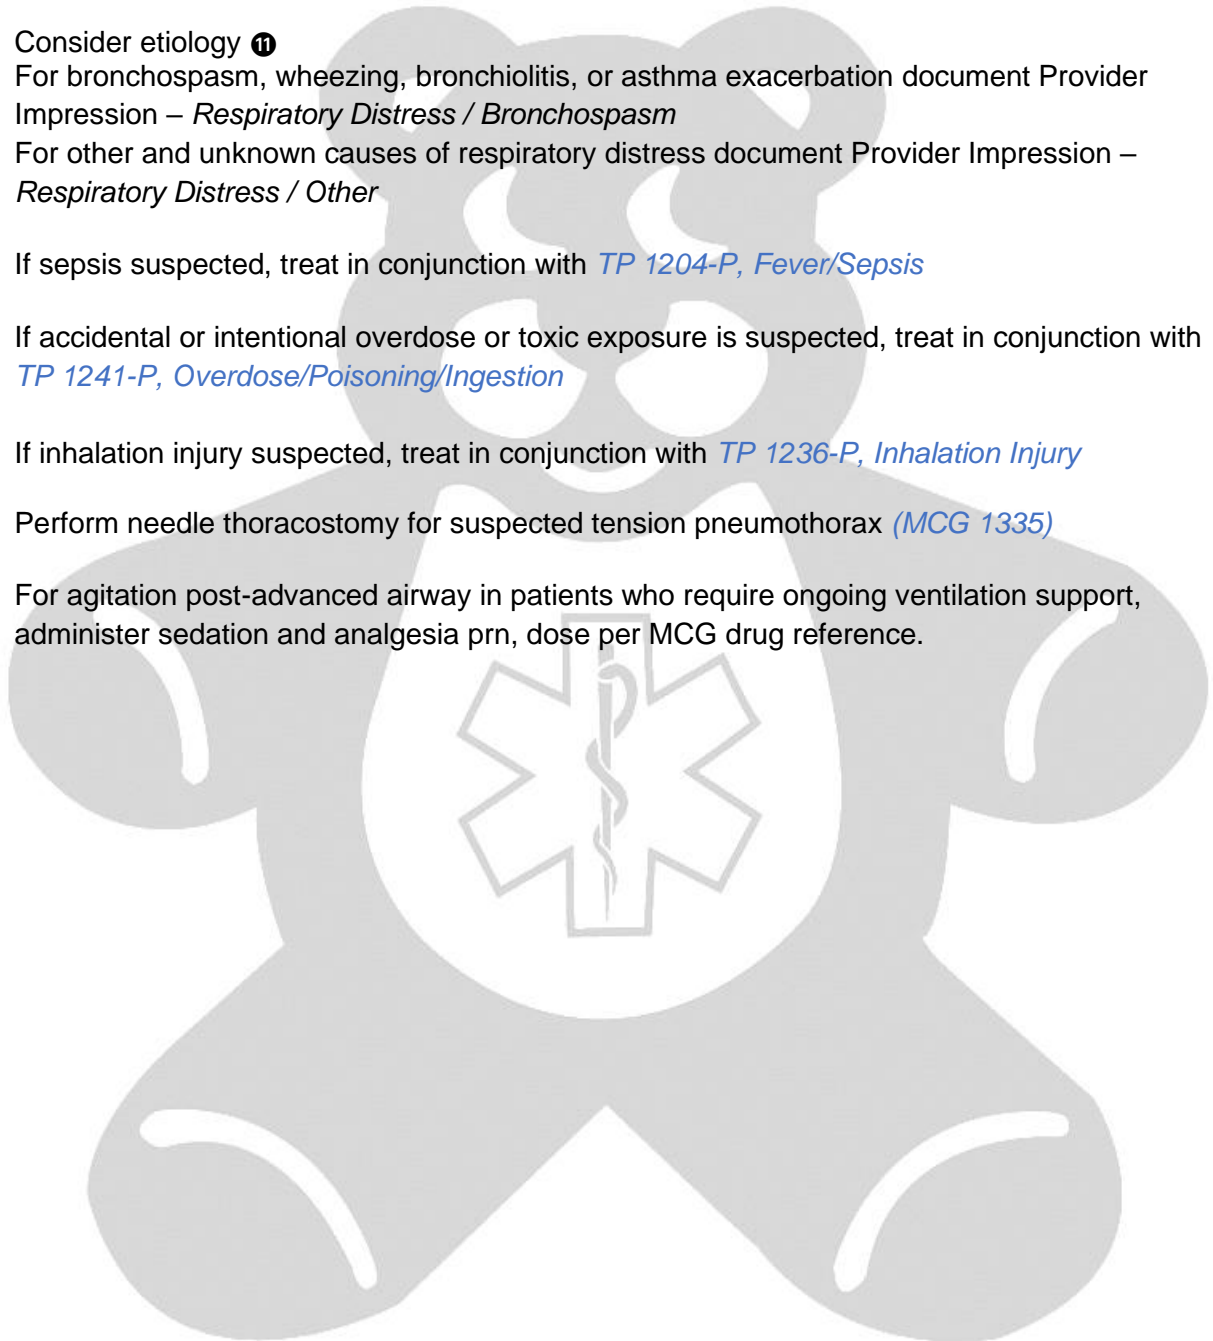 Consider etiology ⓫
For bronchospasm, wheezing, bronchiolitis, or asthma exacerbation document Provider
Impression – Respiratory Distress / Bronchospasm
For other and unknown causes of respiratory distress document Provider Impression –
Respiratory Distress / Other
If sepsis suspected, treat in conjunction with TP 1204-P, Fever/Sepsis
If accidental or intentional overdose or toxic exposure is suspected, treat in conjunction with
TP 1241-P, Overdose/Poisoning/Ingestion
If inhalation injury suspected, treat in conjunction with TP 1236-P, Inhalation Injury
Perform needle thoracostomy for suspected tension pneumothorax (MCG 1335)
For agitation post-advanced airway in patients who require ongoing ventilation support,
administer sedation and analgesia prn, dose per MCG drug reference.